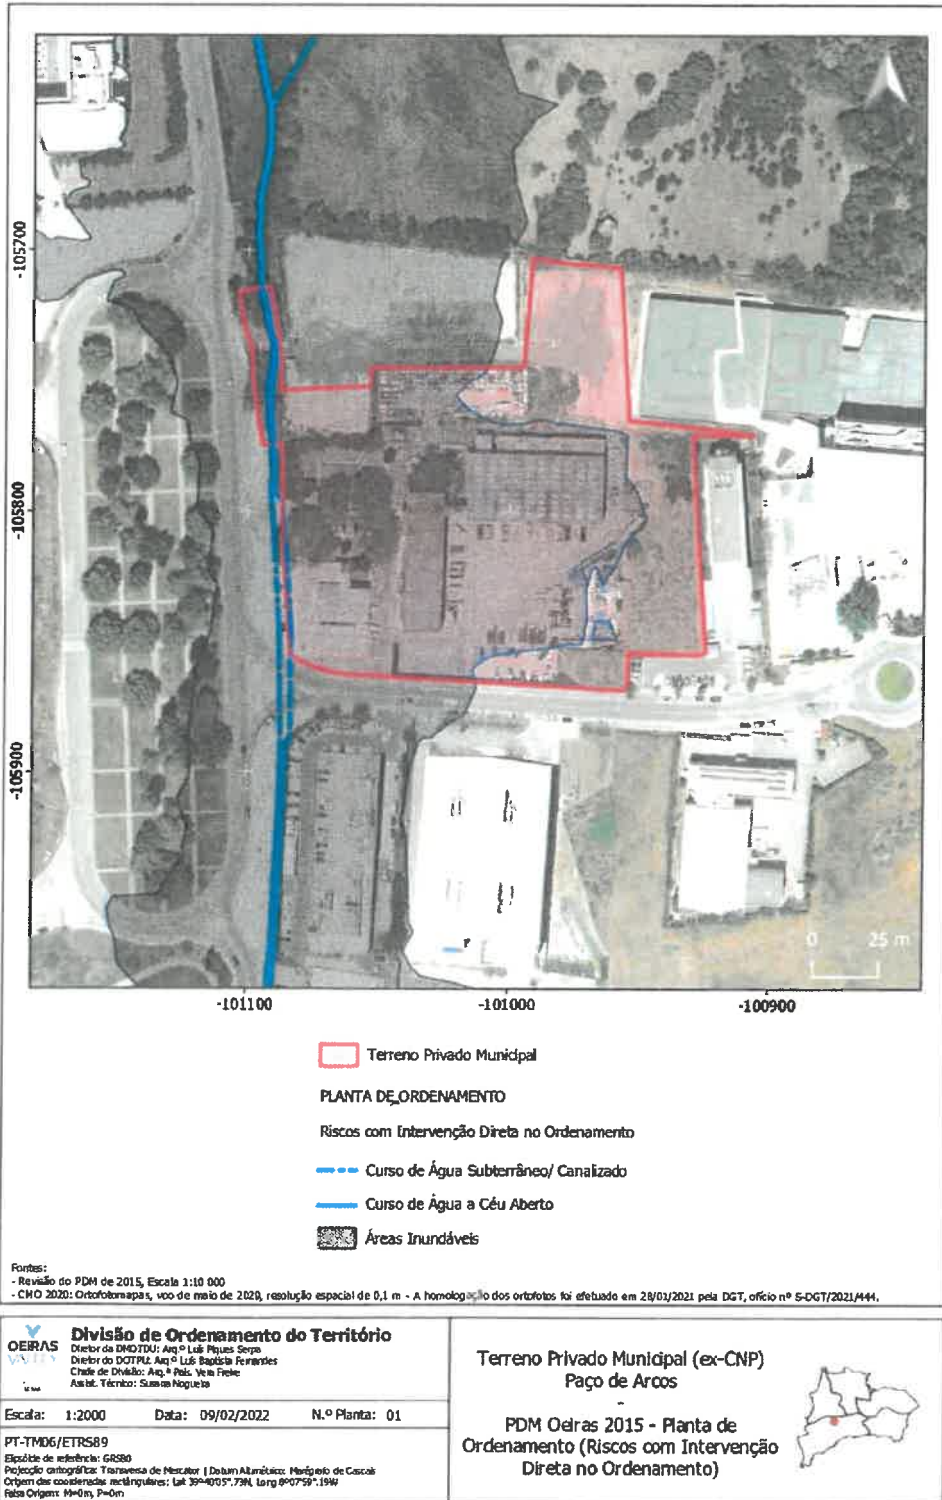 -105700
-105800
-105900
0 25 m
-101100 -101000 -100900
Terreno Privado Municipal
PLANTA DE ORDENAMENTO
Riscos com Intervenção Direta no Ordenamento
Curso de Água Subterrâneo/ Canalizado
Curso de Água a Céu Aberto
Áreas Inundáveis
Fontes:
- Revisão do PDM de 2015, Escala 1:10 000
- CMO 2020: Ortofotomapas, voo de maio de 2020, resolução espacial de 0,1 m - A homologação dos ortofotos foi efetuado em 28/01/2021 pela DGT, ofício nº S-DGT/2021/444.
OEIRAS
VALLEY
Divisão de Ordenamento do Território
Diretor da DMOTDU: Arq.º Luís Piques Serpa
Diretor do DOTPU: Arq.º Luís Baptista Fernandes
Chefe de Divisão: Arq.ª Vera Freire
Assist. Técnico: Susana Nogueira
Escala: 1:2000 Data: 09/02/2022 N.º Planta: 01
PT-TM06/ETRS89
Elipsóide de referência: GRS80
Projecção cartográfica: Transversa de Mercator | Datum Altimétrico: Marégrafo de Cascais
Origem das coordenadas rectângulares: Lat 39º40'05".73N, Long 8º07'59".19W
Falsa Origem: M=0m, P=0m
Terreno Privado Municipal (ex-CNP)
Paço de Arcos
-
PDM Oeiras 2015 - Planta de
Ordenamento (Riscos com Intervenção
Direta no Ordenamento)